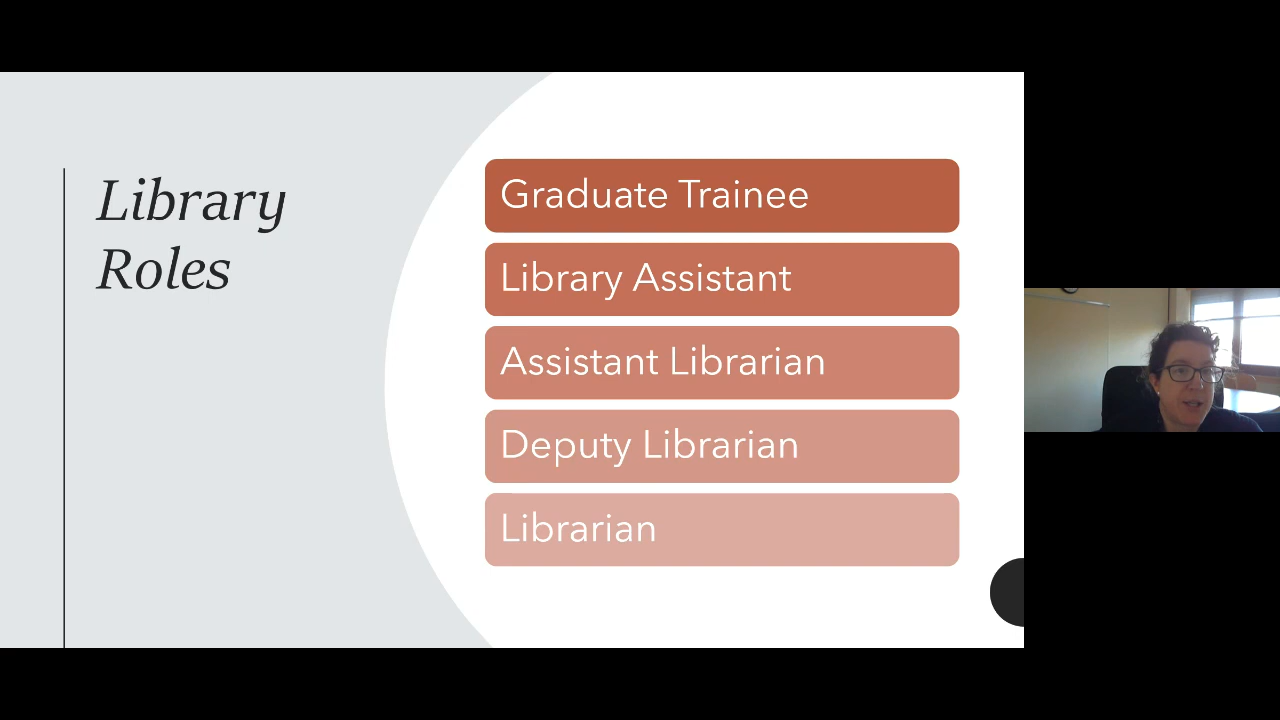 Library
Roles
Graduate Trainee
Library Assistant
Assistant Librarian
Deputy Librarian
Librarian